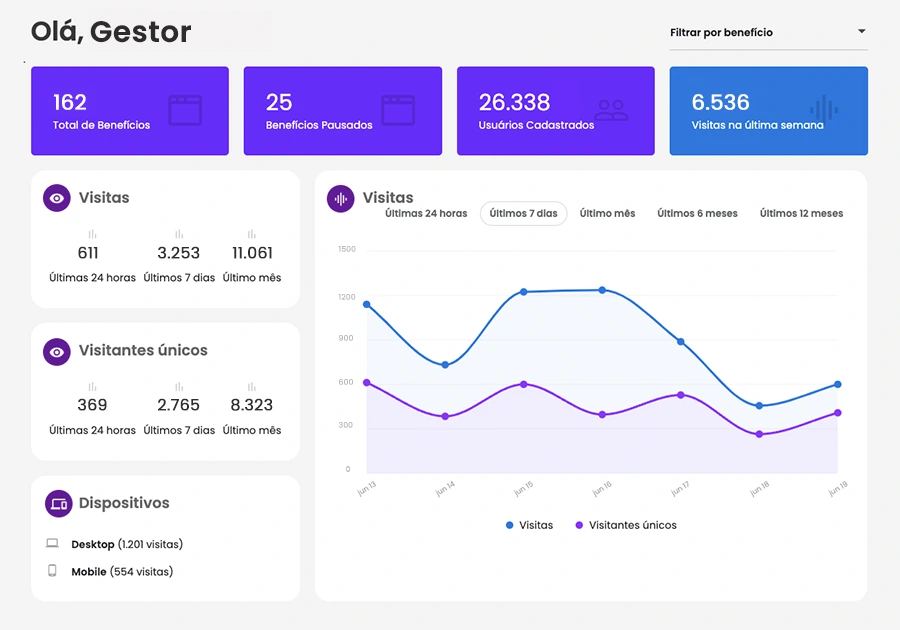 Olá, Gestor
Filtrar por benefício
162
Total de Benefícios
25
Benefícios Pausados
26.338
Usuários Cadastrados
6.536
Visitas na última semana
Visitas
611
3.253
11.061
Últimas 24 horas
Últimos 7 dias
Último mês
Visitantes únicos
369
2.765
8.323
Últimas 24 horas
Últimos 7 dias
Último mês
Dispositivos
Desktop (1.201 visitas)
Mobile (554 visitas)
Visitas
Últimas 24 horas
Últimos 7 dias
Último mês
Últimos 6 meses
Últimos 12 meses
1500
1200
900
600
300
0
jun 13
jun 14
jun 15
jun 16
jun 17
jun 18
jun 19
Visitas
Visitantes únicos